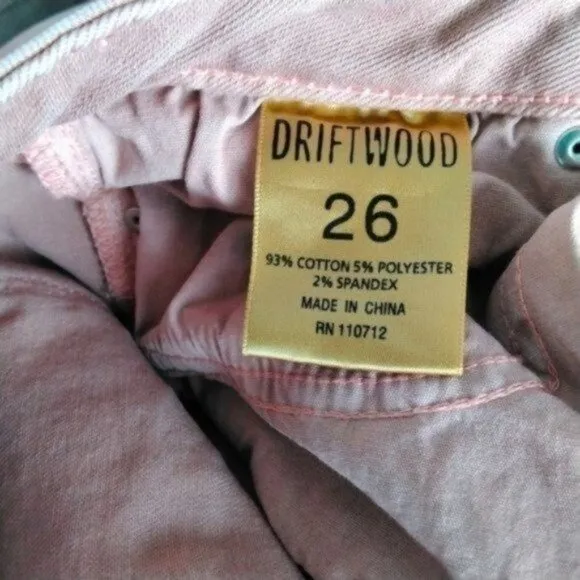 DRIFTWOOD
26
93% COTTON 5% POLYESTER
2% SPANDEX
MADE IN CHINA
RN 110712